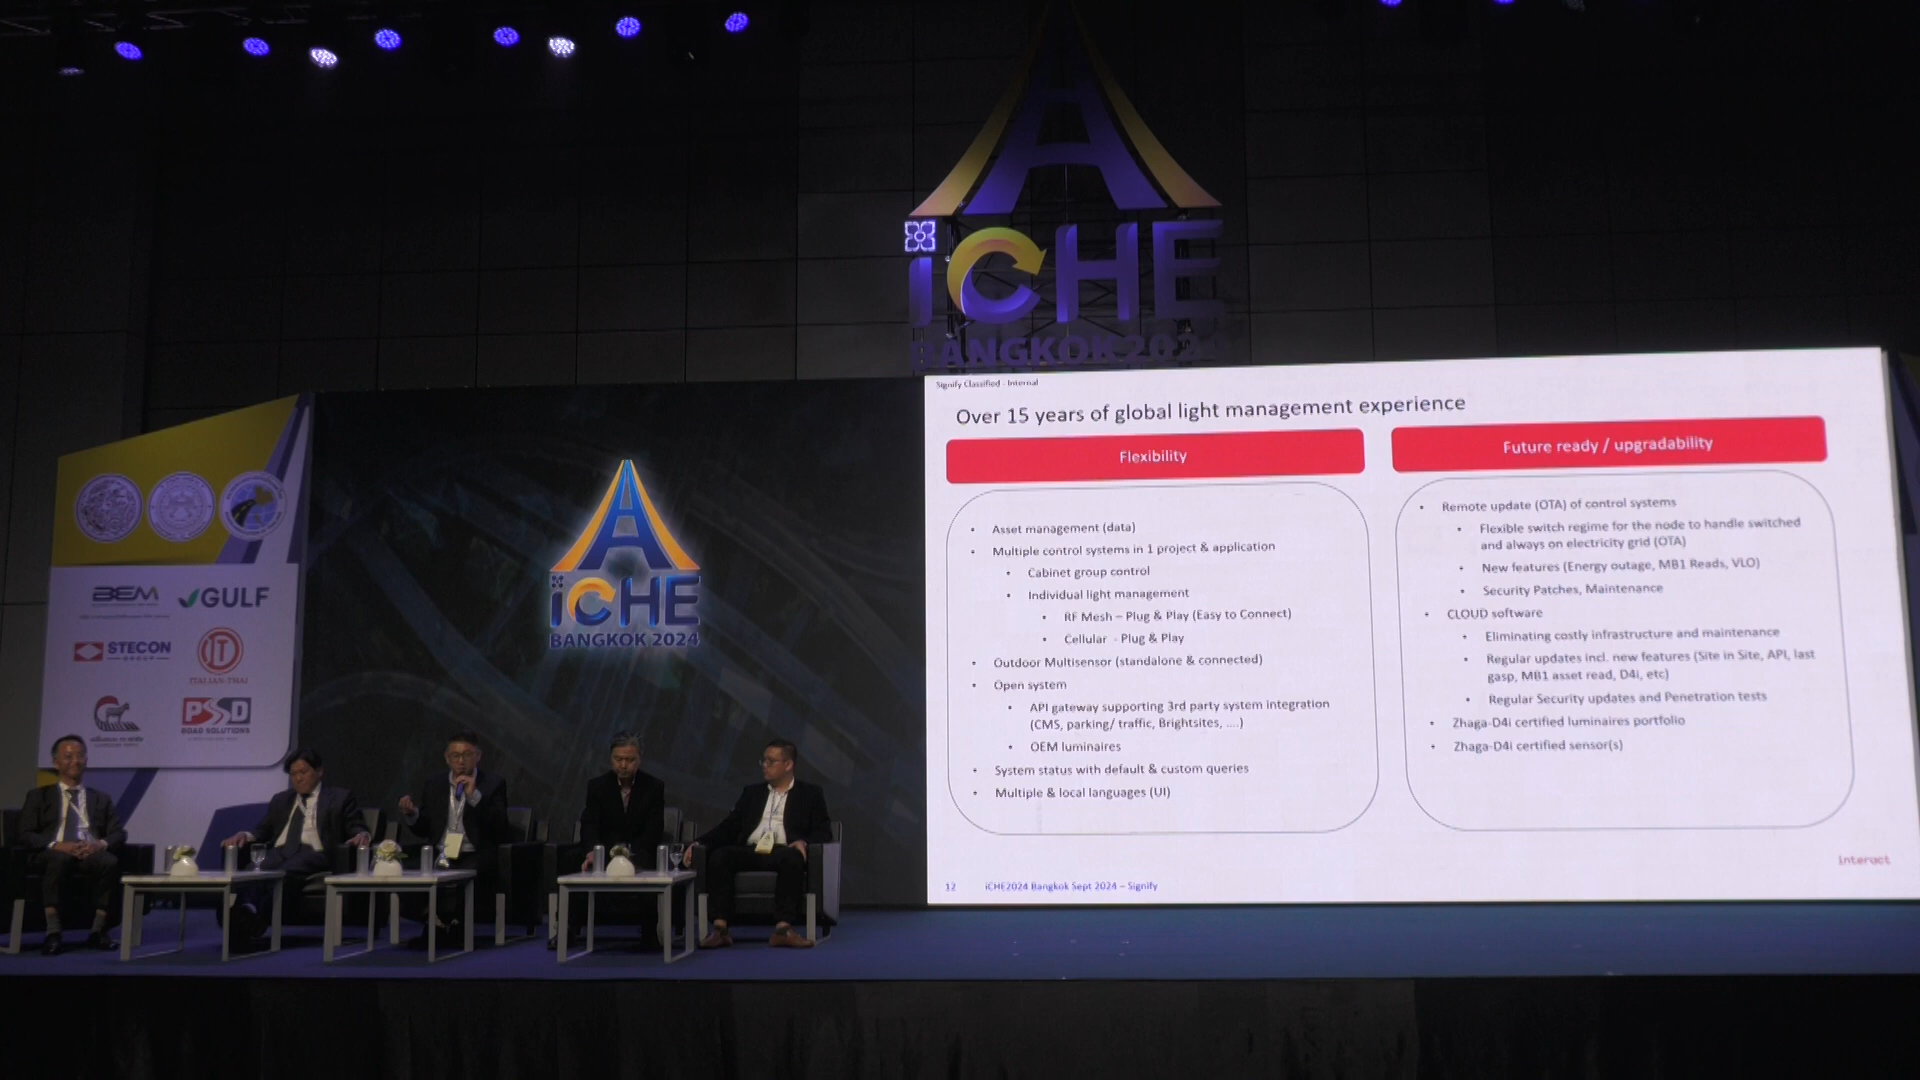 iCHE
BANGKOK 2024
BEM
GULF
STECON
GROUP
ITD
ITALIAN-THAI
PSSD
ROAD SOLUTIONS
iCHE
BANGKOK 2024
Signify Classified - Internal
Over 15 years of global light management experience
Flexibility
• Asset management (data)
• Multiple control systems in 1 project & application
• Cabinet group control
• Individual light management
• RF Mesh – Plug & Play (Easy to Connect)
• Cellular - Plug & Play
• Outdoor Multisensor (standalone & connected)
• Open system
• API gateway supporting 3rd party system integration
(CMS, parking/ traffic, Brightsites, ....)
• OEM luminaires
• System status with default & custom queries
• Multiple & local languages (UI)
Future ready / upgradability
• Remote update (OTA) of control systems
• Flexible switch regime for the node to handle switched
and always on electricity grid (OTA)
• New features (Energy outage, MB1 Reads, VLO)
• Security Patches, Maintenance
• CLOUD software
• Eliminating costly infrastructure and maintenance
• Regular updates incl. new features (Site in Site, API, last
gasp, MB1 asset read, D4i, etc)
• Regular Security updates and Penetration tests
• Zhaga-D4i certified luminaires portfolio
• Zhaga-D4i certified sensor(s)
interact
12 iCHE2024 Bangkok Sept 2024 – Signify